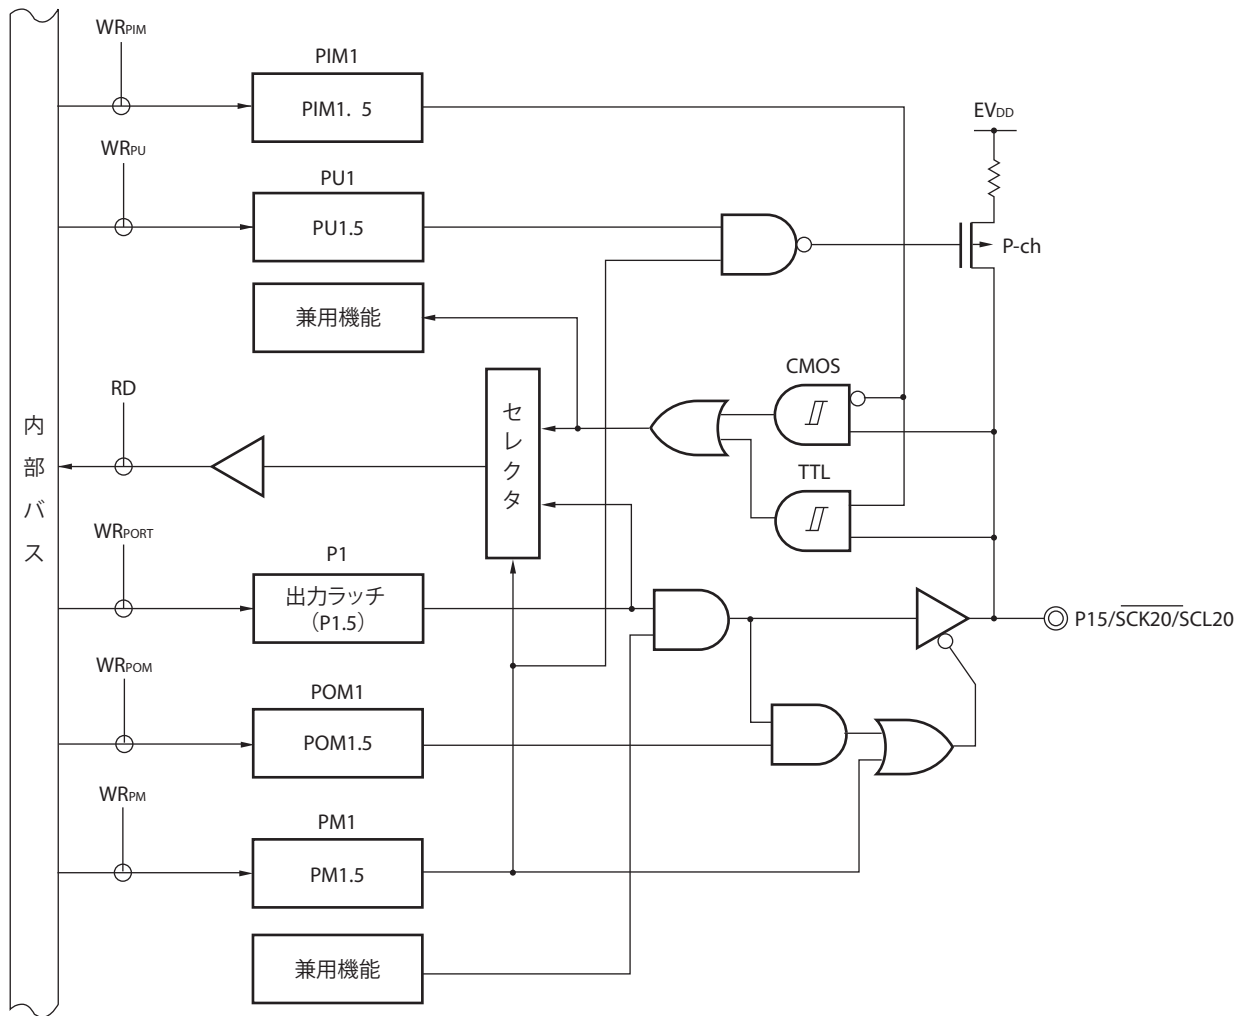 WRPIM
PIM1
PIM1. 5
EVDD
WRPU
PU1
PU1.5
P-ch
兼用機能
CMOS
RD
セレクタ
内部バス
TTL
WRPORT
P1
出力ラッチ
(P1.5)
P15/SCK20/SCL20
WRPOM
POM1
POM1.5
WRPM
PM1
PM1.5
兼用機能